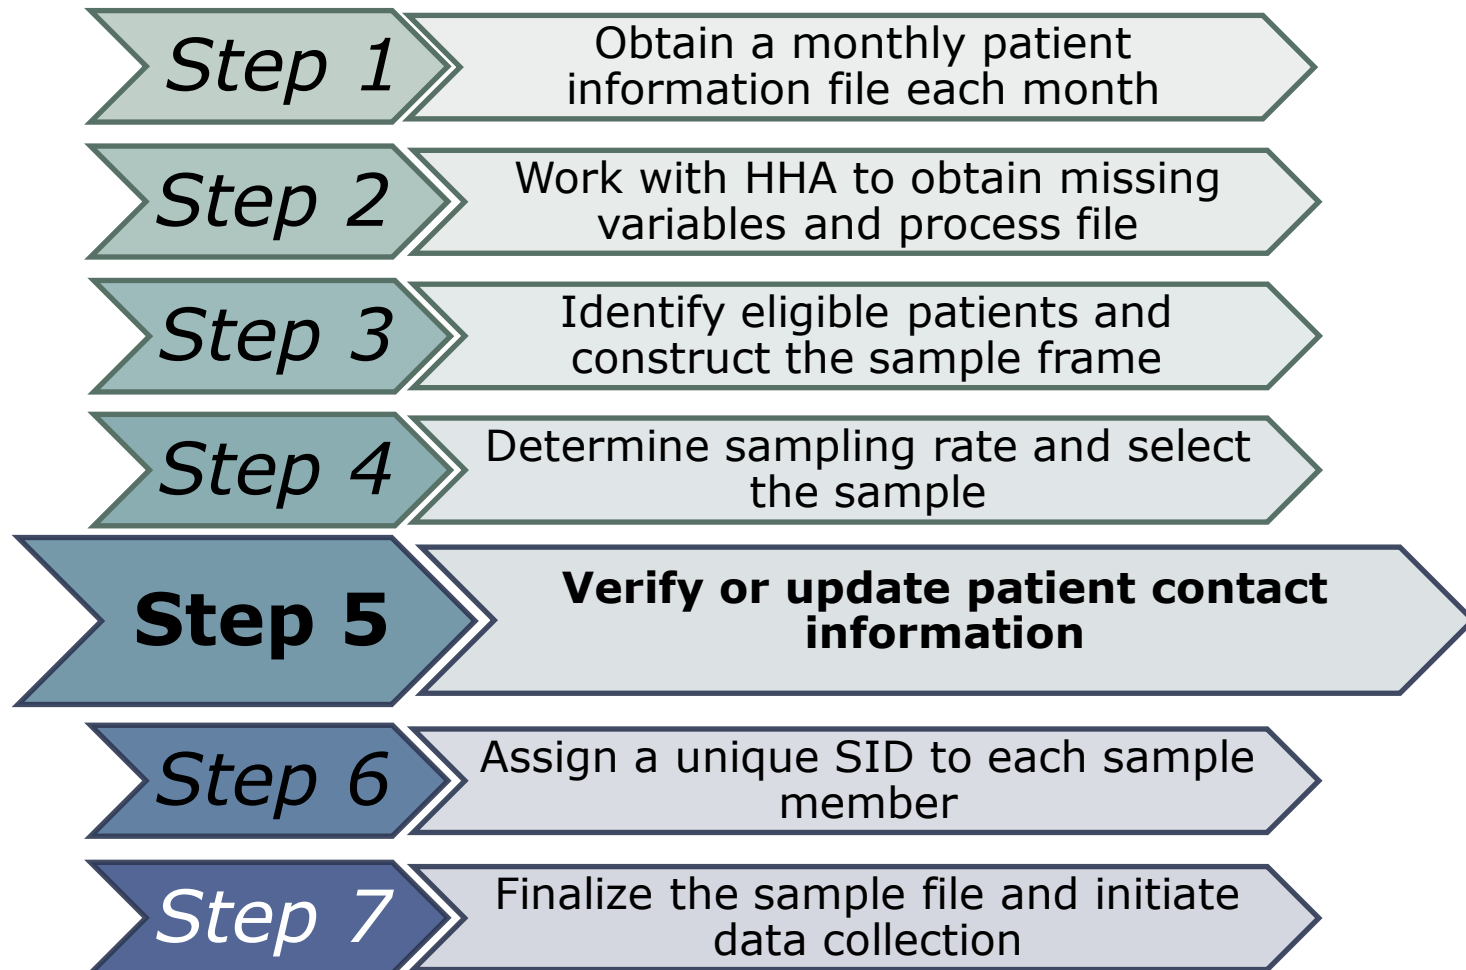 Step 1
Obtain a monthly patient
information file each month
Step 2
Work with HHA to obtain missing
variables and process file
Step 3
Identify eligible patients and
construct the sample frame
Step 4
Determine sampling rate and select
the sample
Step 5
Verify or update patient contact
information
Step 6
Assign a unique SID to each sample
member
Step 7
Finalize the sample file and initiate
data collection